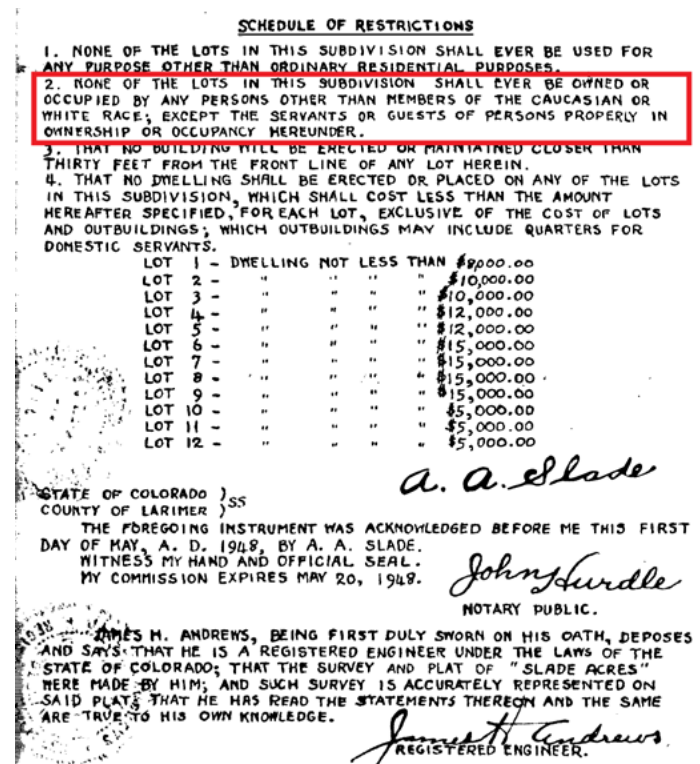 SCHEDULE OF RESTRICTIONS
1. NONE OF THE LOTS IN THIS SUBDIVISION SHALL EVER BE USED FOR
ANY PURPOSE OTHER THAN ORDINARY RESIDENTIAL PURPOSES.
2. NONE OF THE LOTS IN THIS SUBDIVISION SHALL EVER BE OWNED OR
OCCUPIED BY ANY PERSONS OTHER THAN MEMBERS OF THE CAUCASIAN OR
WHITE RACE; EXCEPT THE SERVANTS OR GUESTS OF PERSONS PROPERLY IN
OWNERSHIP OR OCCUPANCY HEREUNDER.
3. THAT NO BUILDING WILL BE ERECTED OR MAINTAINED CLOSER THAN
THIRTY FEET FROM THE FRONT LINE OF ANY LOT HEREIN.
4. THAT NO DWELLING SHALL BE ERECTED OR PLACED ON ANY OF THE LOTS
IN THIS SUBDIVISION, WHICH SHALL COST LESS THAN THE AMOUNT
HEREAFTER SPECIFIED, FOR EACH LOT, EXCLUSIVE OF THE COST OF LOTS
AND OUTBUILDINGS; WHICH OUTBUILDINGS MAY INCLUDE QUARTERS FOR
DOMESTIC SERVANTS.
LOT 1 - DWELLING NOT LESS THAN $8,000.00
LOT 2 - " " " " $10,000.00
LOT 3 - " " " " $10,000.00
LOT 4 - " " " " $12,000.00
LOT 5 - " " " " $12,000.00
LOT 6 - " " " " $15,000.00
LOT 7 - " " " " $15,000.00
LOT 8 - " " " " $15,000.00
LOT 9 - " " " " $15,000.00
LOT 10 - " " " " $5,000.00
LOT 11 - " " " " $5,000.00
LOT 12 - " " " " $5,000.00
A. A. Slade
STATE OF COLORADO )
COUNTY OF LARIMER ) SS
THE FOREGOING INSTRUMENT WAS ACKNOWLEDGED BEFORE ME THIS FIRST
DAY OF MAY, A. D. 1948, BY A. A. SLADE.
WITNESS MY HAND AND OFFICIAL SEAL.
MY COMMISSION EXPIRES MAY 20, 1948.
John Hurdle
NOTARY PUBLIC.
JAMES H. ANDREWS, BEING FIRST DULY SWORN ON HIS OATH, DEPOSES
AND SAYS THAT HE IS A REGISTERED ENGINEER UNDER THE LAWS OF THE
STATE OF COLORADO; THAT THE SURVEY AND PLAT OF "SLADE ACRES"
WERE MADE BY HIM; AND SUCH SURVEY IS ACCURATELY REPRESENTED ON
SAID PLAT; THAT HE HAS READ THE STATEMENTS THEREON AND THE SAME
ARE TRUE TO HIS OWN KNOWLEDGE.
James H Andrews
REGISTERED ENGINEER.